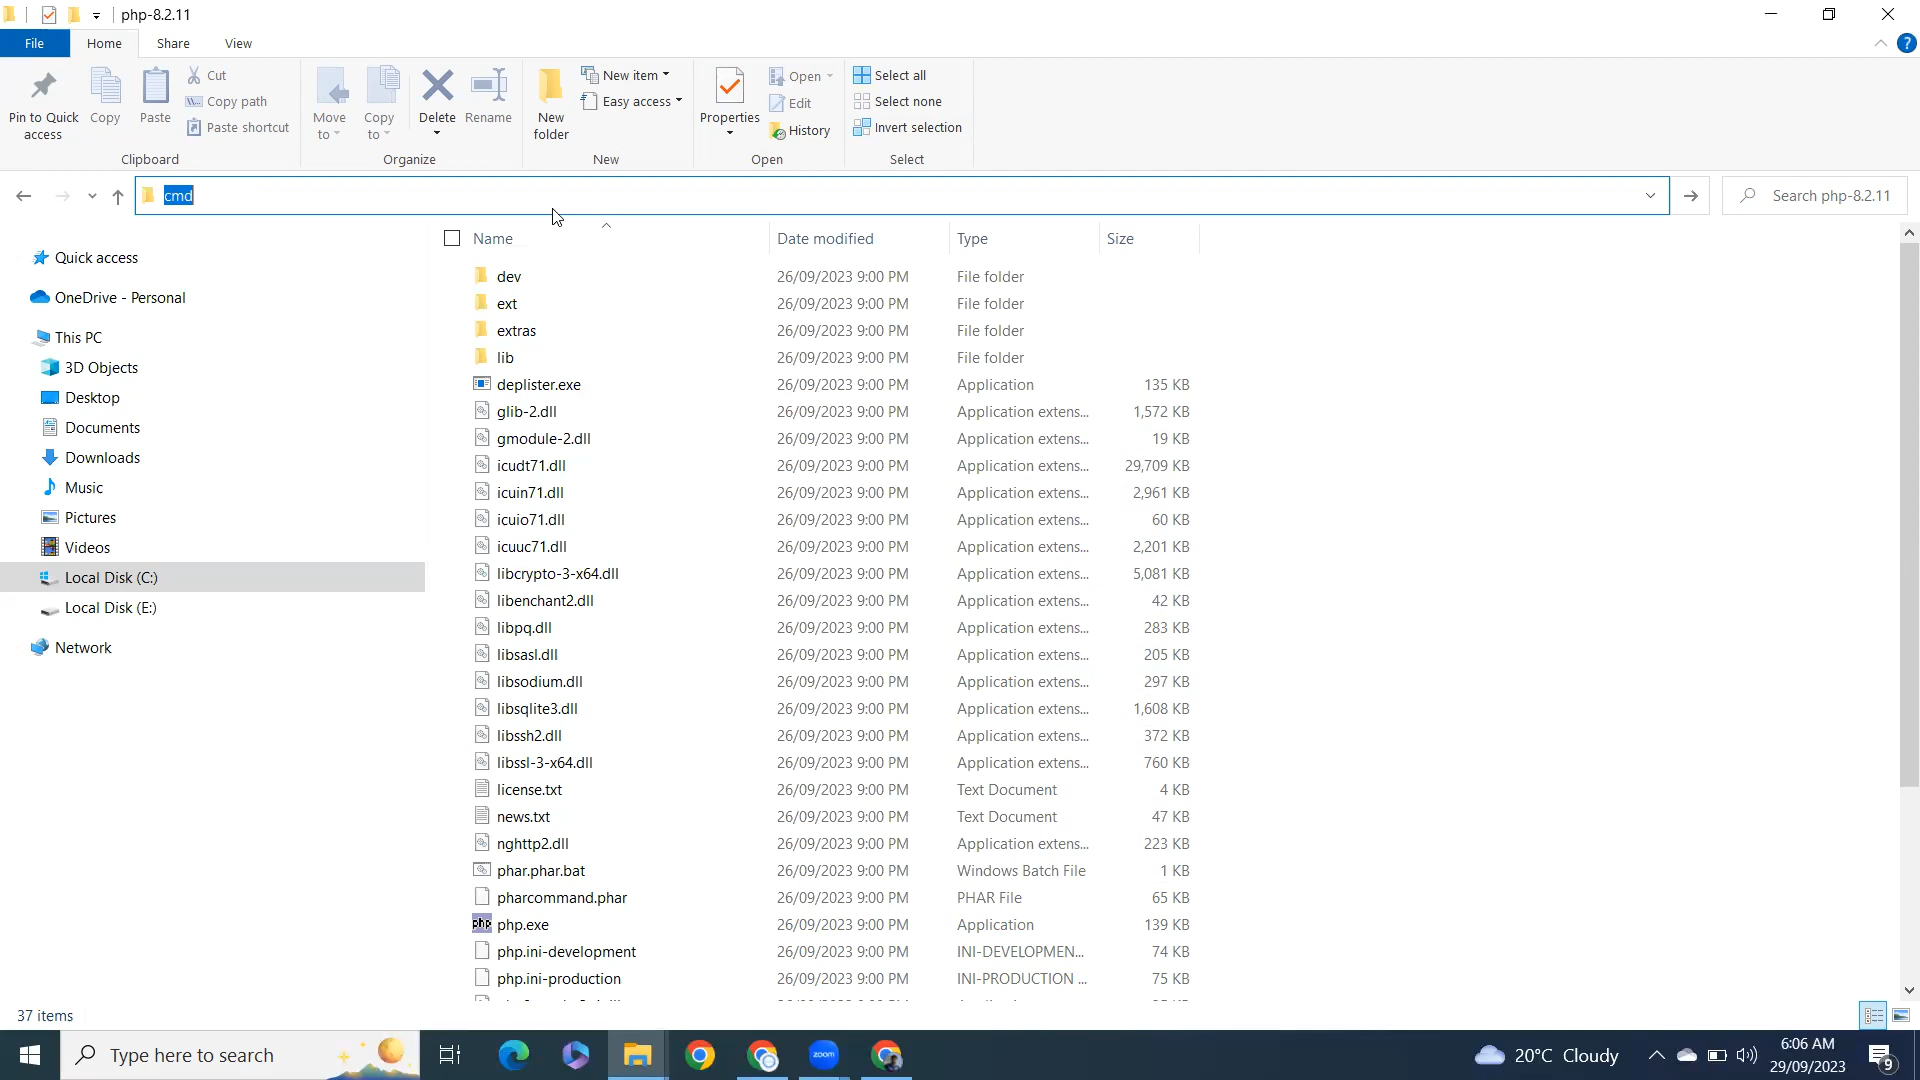 php-8.2.11
File Home Share View
Pin to Quick access
Copy
Paste
Cut
Copy path
Paste shortcut
Clipboard
Move to
Copy to
Delete
Rename
Organize
New folder
New item
Easy access
New
Properties
Open
Edit
History
Open
Select all
Select none
Invert selection
Select
cmd
Search php-8.2.11
Quick access
OneDrive - Personal
This PC
3D Objects
Desktop
Documents
Downloads
Music
Pictures
Videos
Local Disk (C:)
Local Disk (E:)
Network
Name Date modified Type Size
dev 26/09/2023 9:00 PM File folder
ext 26/09/2023 9:00 PM File folder
extras 26/09/2023 9:00 PM File folder
lib 26/09/2023 9:00 PM File folder
deplister.exe 26/09/2023 9:00 PM Application 135 KB
glib-2.dll 26/09/2023 9:00 PM Application extens... 1,572 KB
gmodule-2.dll 26/09/2023 9:00 PM Application extens... 19 KB
icudt71.dll 26/09/2023 9:00 PM Application extens... 29,709 KB
icuin71.dll 26/09/2023 9:00 PM Application extens... 2,961 KB
icuio71.dll 26/09/2023 9:00 PM Application extens... 60 KB
icuuc71.dll 26/09/2023 9:00 PM Application extens... 2,201 KB
libcrypto-3-x64.dll 26/09/2023 9:00 PM Application extens... 5,081 KB
libenchant2.dll 26/09/2023 9:00 PM Application extens... 42 KB
libpq.dll 26/09/2023 9:00 PM Application extens... 283 KB
libsasl.dll 26/09/2023 9:00 PM Application extens... 205 KB
libsodium.dll 26/09/2023 9:00 PM Application extens... 297 KB
libsqlite3.dll 26/09/2023 9:00 PM Application extens... 1,608 KB
libssh2.dll 26/09/2023 9:00 PM Application extens... 372 KB
libssl-3-x64.dll 26/09/2023 9:00 PM Application extens... 760 KB
license.txt 26/09/2023 9:00 PM Text Document 4 KB
news.txt 26/09/2023 9:00 PM Text Document 47 KB
nghttp2.dll 26/09/2023 9:00 PM Application extens... 223 KB
phar.phar.bat 26/09/2023 9:00 PM Windows Batch File 1 KB
pharcommand.phar 26/09/2023 9:00 PM PHAR File 65 KB
php php.exe 26/09/2023 9:00 PM Application 139 KB
php.ini-development 26/09/2023 9:00 PM INI-DEVELOPMEN... 74 KB
php.ini-production 26/09/2023 9:00 PM INI-PRODUCTION ... 75 KB
37 items
Type here to search
zoom
20°C Cloudy
6:06 AM
29/09/2023
9